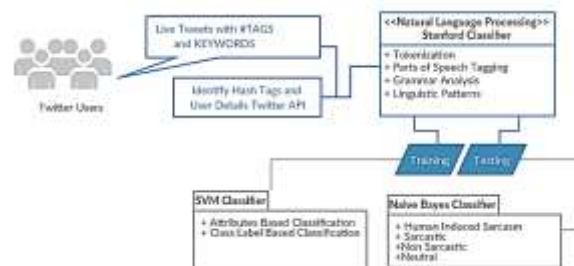 Live Tweets with #TAGS
and KEYWORDS
Twitter Users
Identify Hash Tags and
User Details Twitter API
<<Natural Language Processing>>
Stanford Classifier
+ Tokenization
+ Parts of Speech Tagging
+ Grammar Analysis
+ Linguistic Patterns
Training
Testing
SVM Classifier
+ Attributes Based Classification
+ Class Label Based Classification
Naive Bayes Classifier
+ Human Induced Sarcasm
+ Sarcastic
+Non Sarcastic
+Neutral